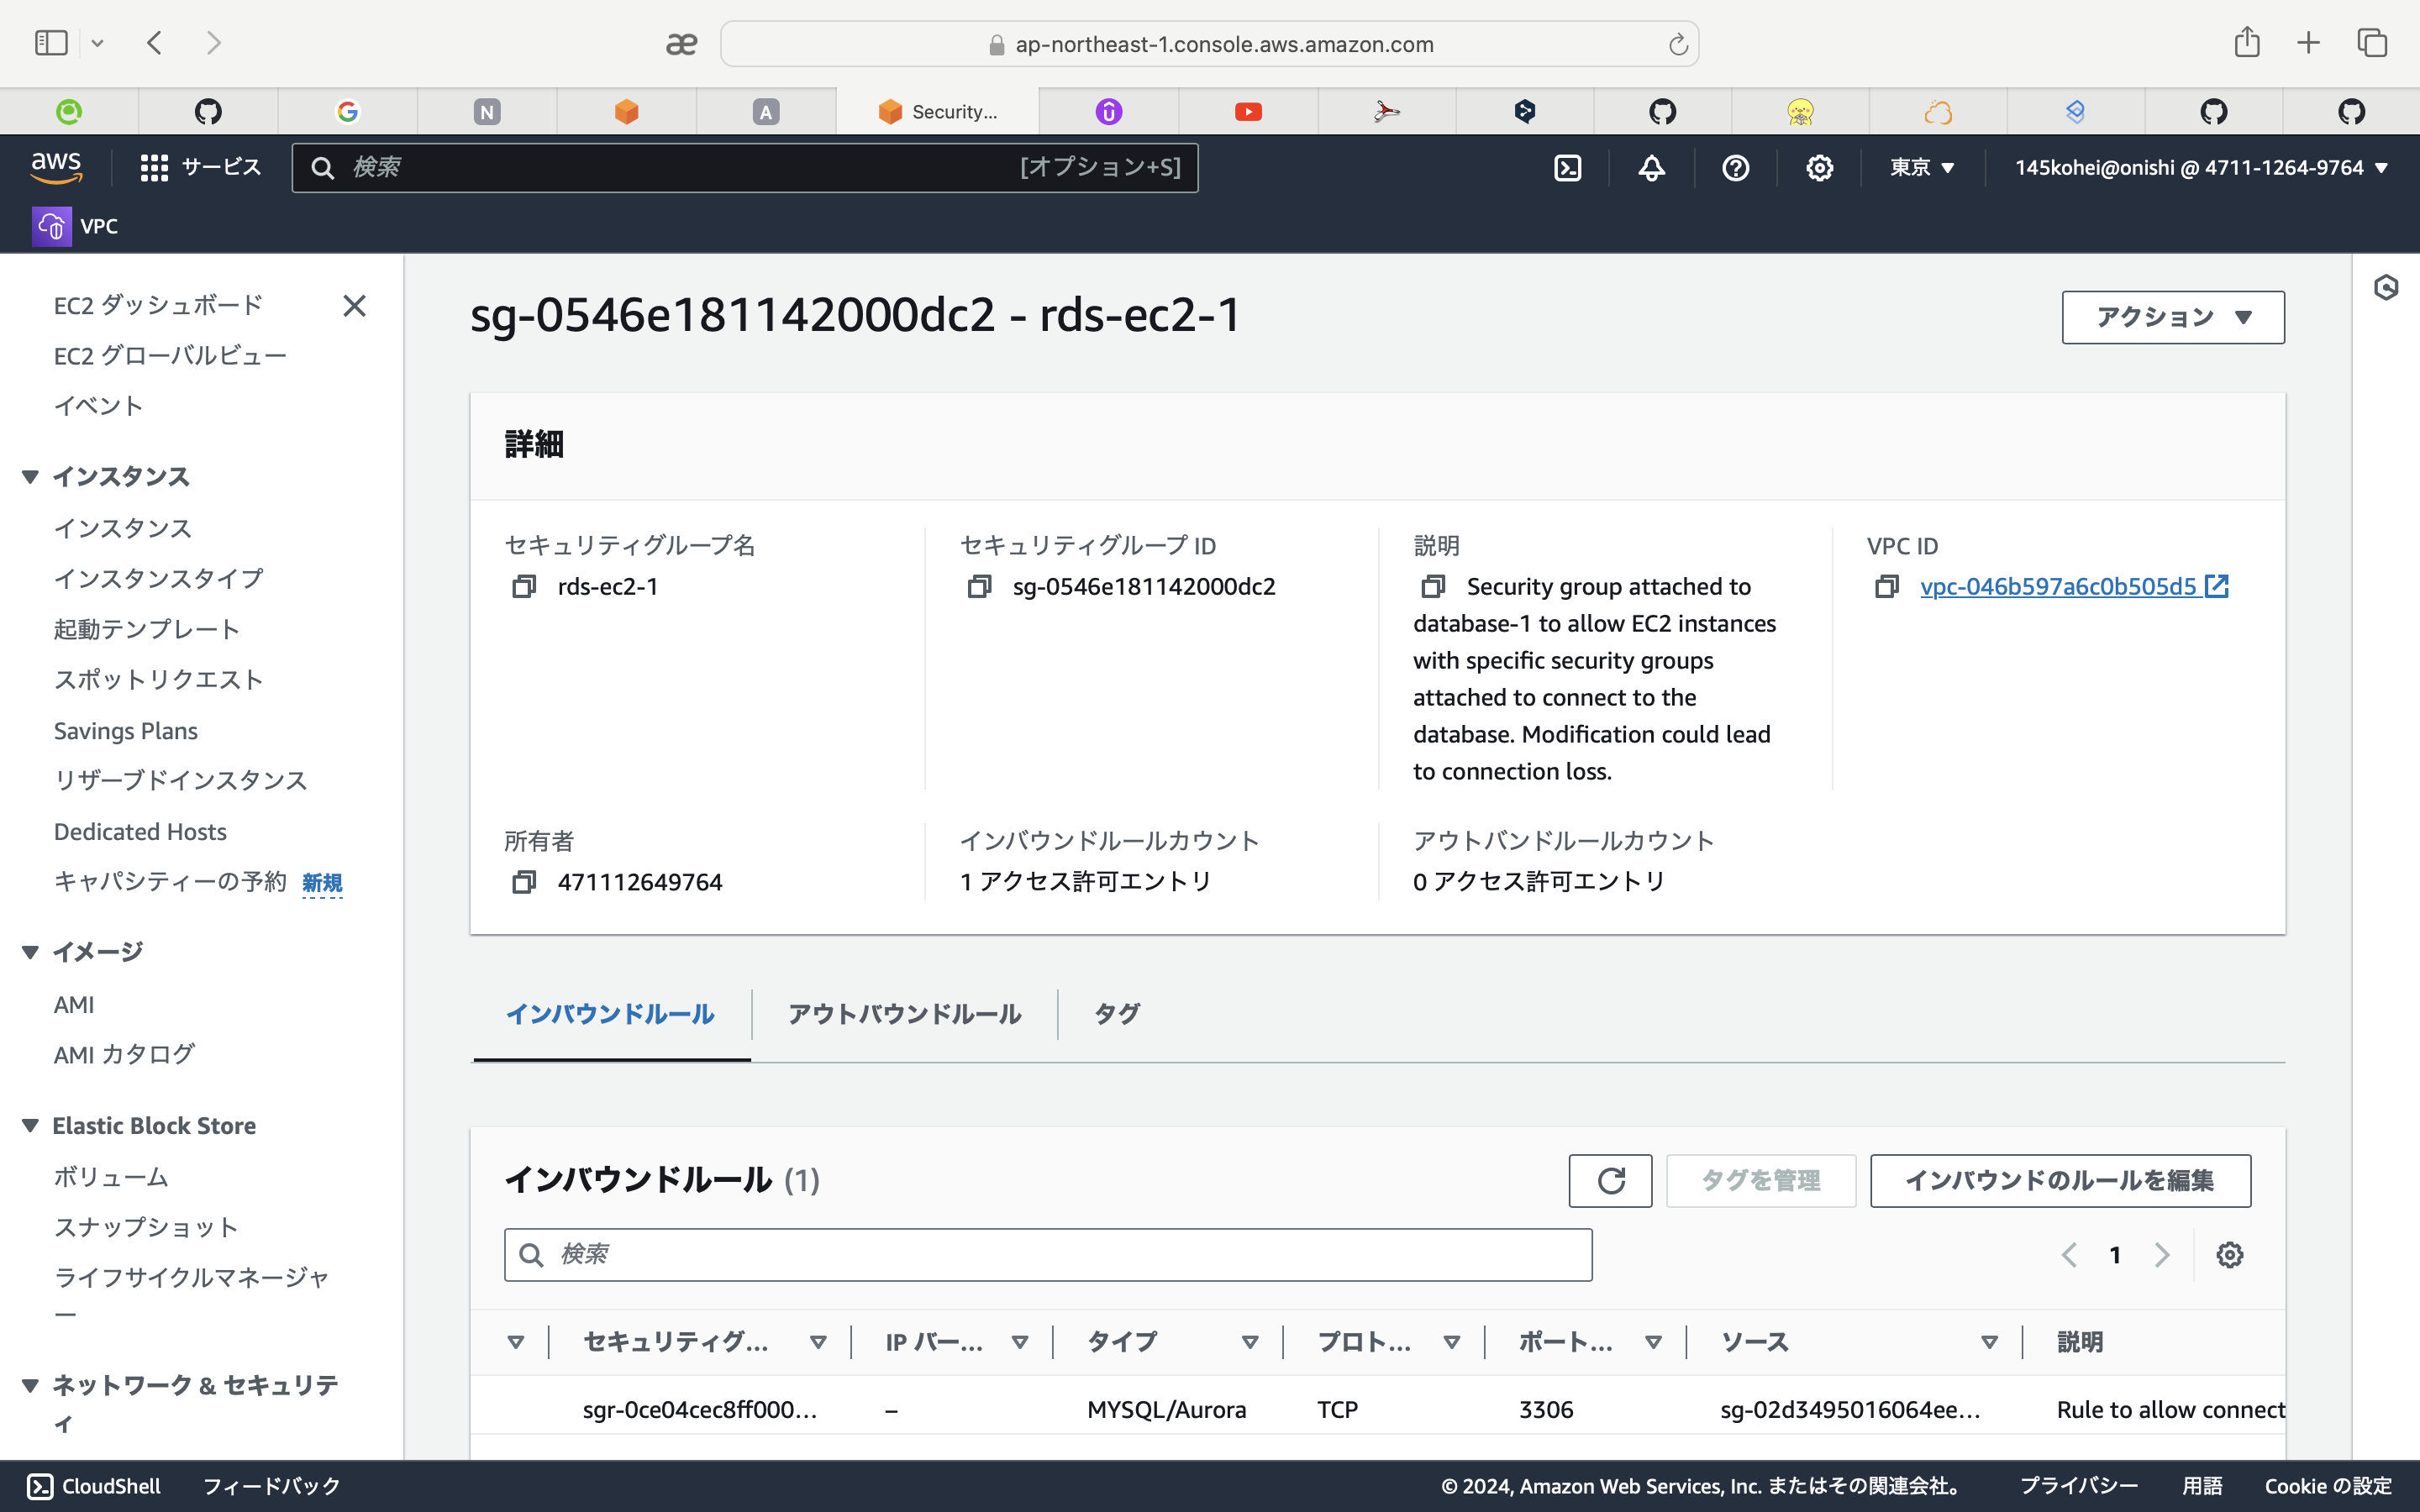 ap-northeast-1.console.aws.amazon.com
N
A
Security...
aws
サービス
検索
[オプション+S]
東京
145kohei@onishi @ 4711-1264-9764
VPC
EC2 ダッシュボード
EC2 グローバルビュー
イベント
インスタンス
インスタンス
インスタンスタイプ
起動テンプレート
スポットリクエスト
Savings Plans
リザーブドインスタンス
Dedicated Hosts
キャパシティーの予約 新規
イメージ
AMI
AMI カタログ
Elastic Block Store
ボリューム
スナップショット
ライフサイクルマネージャ
ー
ネットワーク & セキュリテ
ィ
sg-0546e181142000dc2 - rds-ec2-1
アクション
詳細
セキュリティグループ名
rds-ec2-1
セキュリティグループ ID
sg-0546e181142000dc2
説明
Security group attached to
database-1 to allow EC2 instances
with specific security groups
attached to connect to the
database. Modification could lead
to connection loss.
VPC ID
vpc-046b597a6c0b505d5
所有者
471112649764
インバウンドルールカウント
1 アクセス許可エントリ
アウトバンドルールカウント
0 アクセス許可エントリ
インバウンドルール
アウトバウンドルール
タグ
インバウンドルール (1)
タグを管理
インバウンドのルールを編集
検索
1
セキュリティグ...
IP バー...
タイプ
プロト...
ポート...
ソース
説明
sgr-0ce04cec8ff000...
–
MYSQL/Aurora
TCP
3306
sg-02d3495016064ee...
Rule to allow connect
CloudShell
フィードバック
© 2024, Amazon Web Services, Inc. またはその関連会社。
プライバシー
用語
Cookie の設定